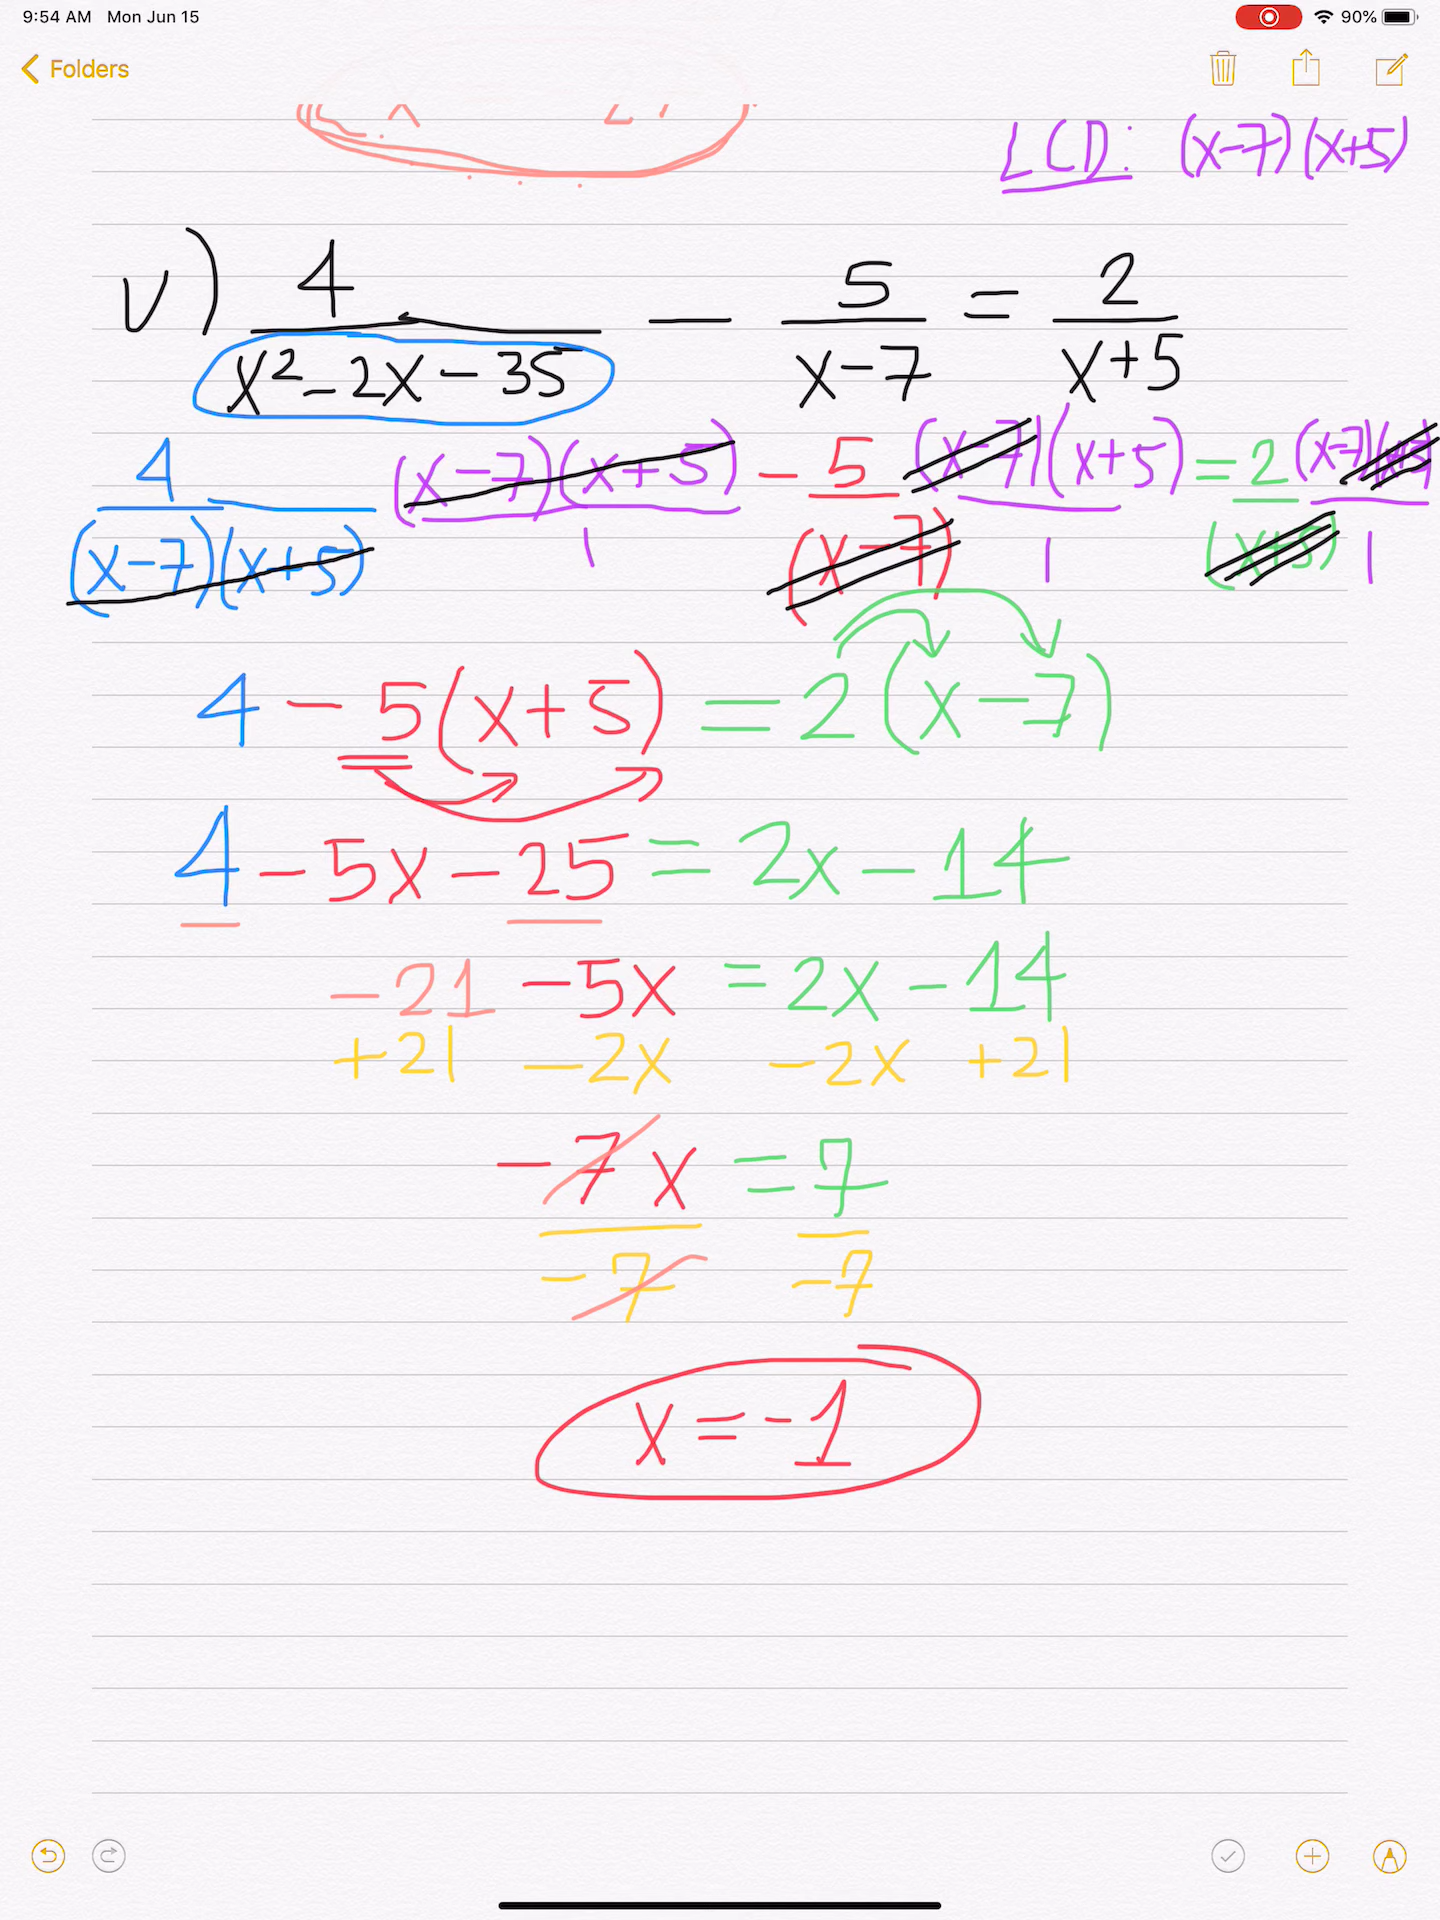 9:54 AM Mon Jun 15 90%
Folders
LCD: (x-7)(x+5)
v) 4/(x²-2x-35) - 5/(x-7) = 2/(x+5)
4/((x-7)(x+5)) (x-7)(x+5)/1 - 5/(x-7) (x-7)(x+5)/1 = 2/(x+5) (x-7)(x+5)/1
4 - 5(x+5) = 2(x-7)
4 - 5x - 25 = 2x - 14
-21 - 5x = 2x - 14
+21 - 2x - 2x + 21
-7x = 7
-7 -7
x = -1